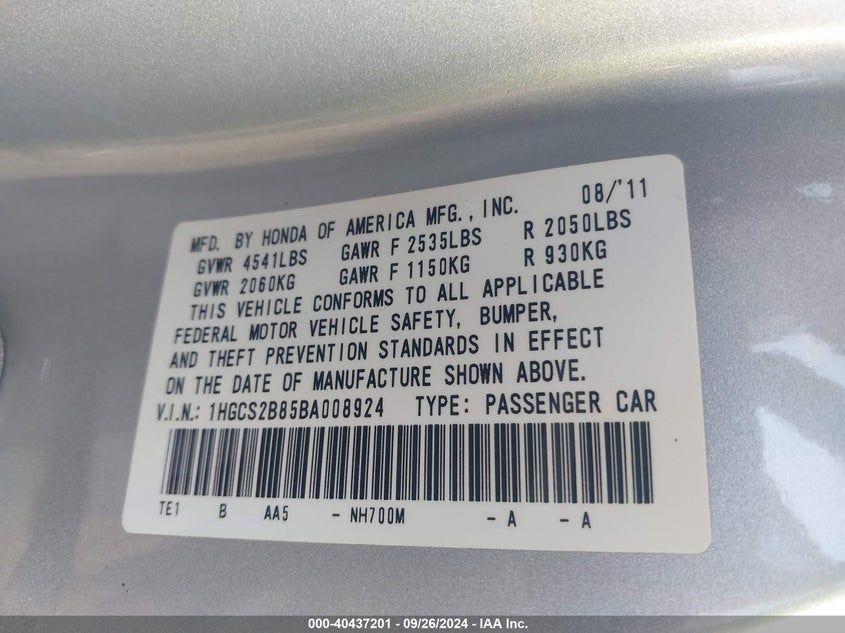 08/'11
MFD. BY HONDA OF AMERICA MFG., INC.
GVWR 4541LBS GAWR F 2535LBS R 2050LBS
GVWR 2060KG GAWR F 1150KG R 930KG
THIS VEHICLE CONFORMS TO ALL APPLICABLE
FEDERAL MOTOR VEHICLE SAFETY, BUMPER,
AND THEFT PREVENTION STANDARDS IN EFFECT
ON THE DATE OF MANUFACTURE SHOWN ABOVE.
V.I.N.: 1HGCS2B85BA008924 TYPE: PASSENGER CAR
TE1 B AA5 - NH700M - A - A
000-40437201 - 09/26/2024 - IAA Inc.